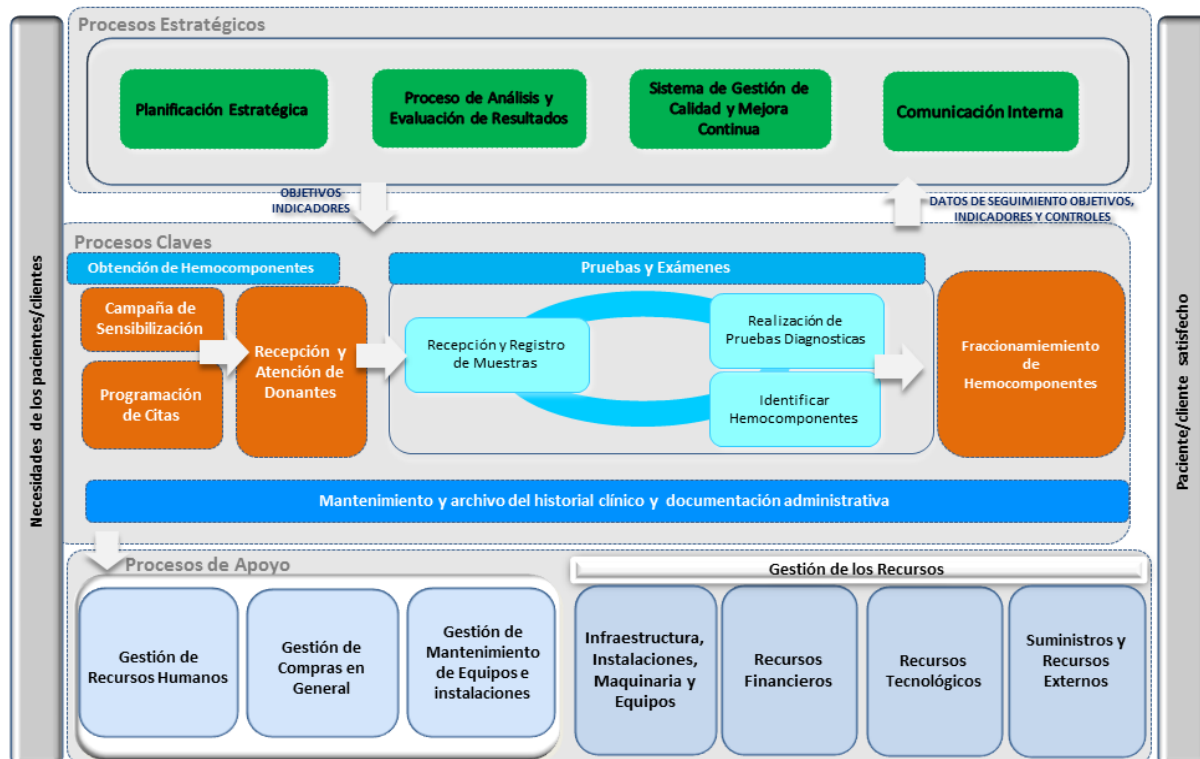 Procesos Estratégicos
Planificación Estratégica
Proceso de Análisis y
Evaluación de Resultados
Sistema de Gestión de
Calidad y Mejora
Continua
Comunicación Interna
OBJETIVOS
INDICADORES
DATOS DE SEGUIMIENTO OBJETIVOS,
INDICADORES Y CONTROLES
Necesidades de los pacientes/clientes
Procesos Claves
Obtención de Hemocomponentes
Campaña de
Sensibilización
Programación
de Citas
Recepción y
Atención de
Donantes
Pruebas y Exámenes
Recepción y Registro
de Muestras
Realización de
Pruebas Diagnosticas
Identificar
Hemocomponentes
Fraccionamiemiento
de
Hemocomponentes
Paciente/cliente satisfecho
Mantenimiento y archivo del historial clínico y documentación administrativa
Procesos de Apoyo
Gestión de
Recursos Humanos
Gestión de
Compras en
General
Gestión de
Mantenimiento
de Equipos e
instalaciones
Gestión de los Recursos
Infraestructura,
Instalaciones,
Maquinaria y
Equipos
Recursos
Financieros
Recursos
Tecnológicos
Suministros y
Recursos
Externos